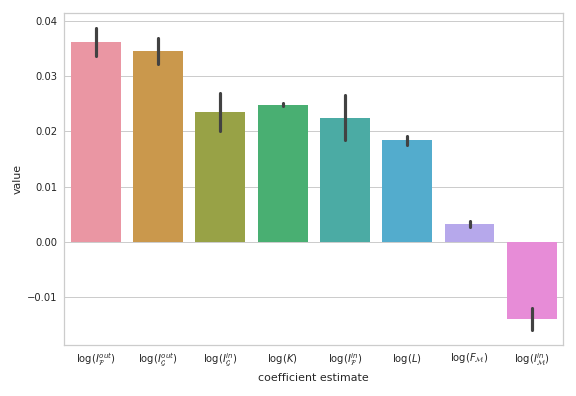 0.04
0.03
0.02
0.01
0.00
−0.01
value
log(I_𝓕^out) log(I_𝓖^out) log(I_𝓖^in) log(K) log(I_𝓕^in) log(L) log(F_𝓜) log(I_𝓜^in)
coefficient estimate